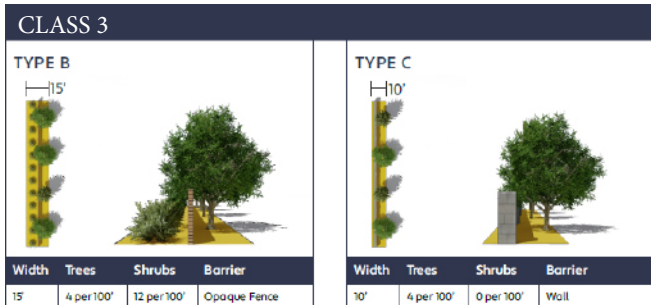 CLASS 3
TYPE B
15'
Width Trees Shrubs Barrier
15' 4 per 100' 12 per 100' Opaque Fence
TYPE C
10'
Width Trees Shrubs Barrier
10' 4 per 100' 0 per 100' Wall